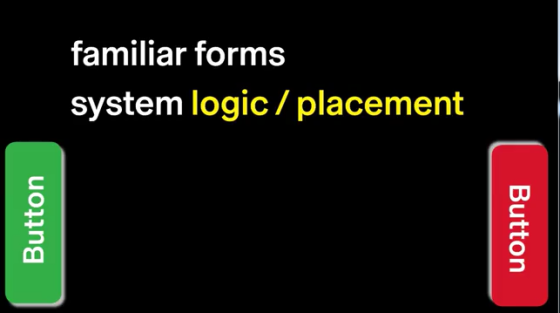 familiar forms
system logic / placement
Button
Button